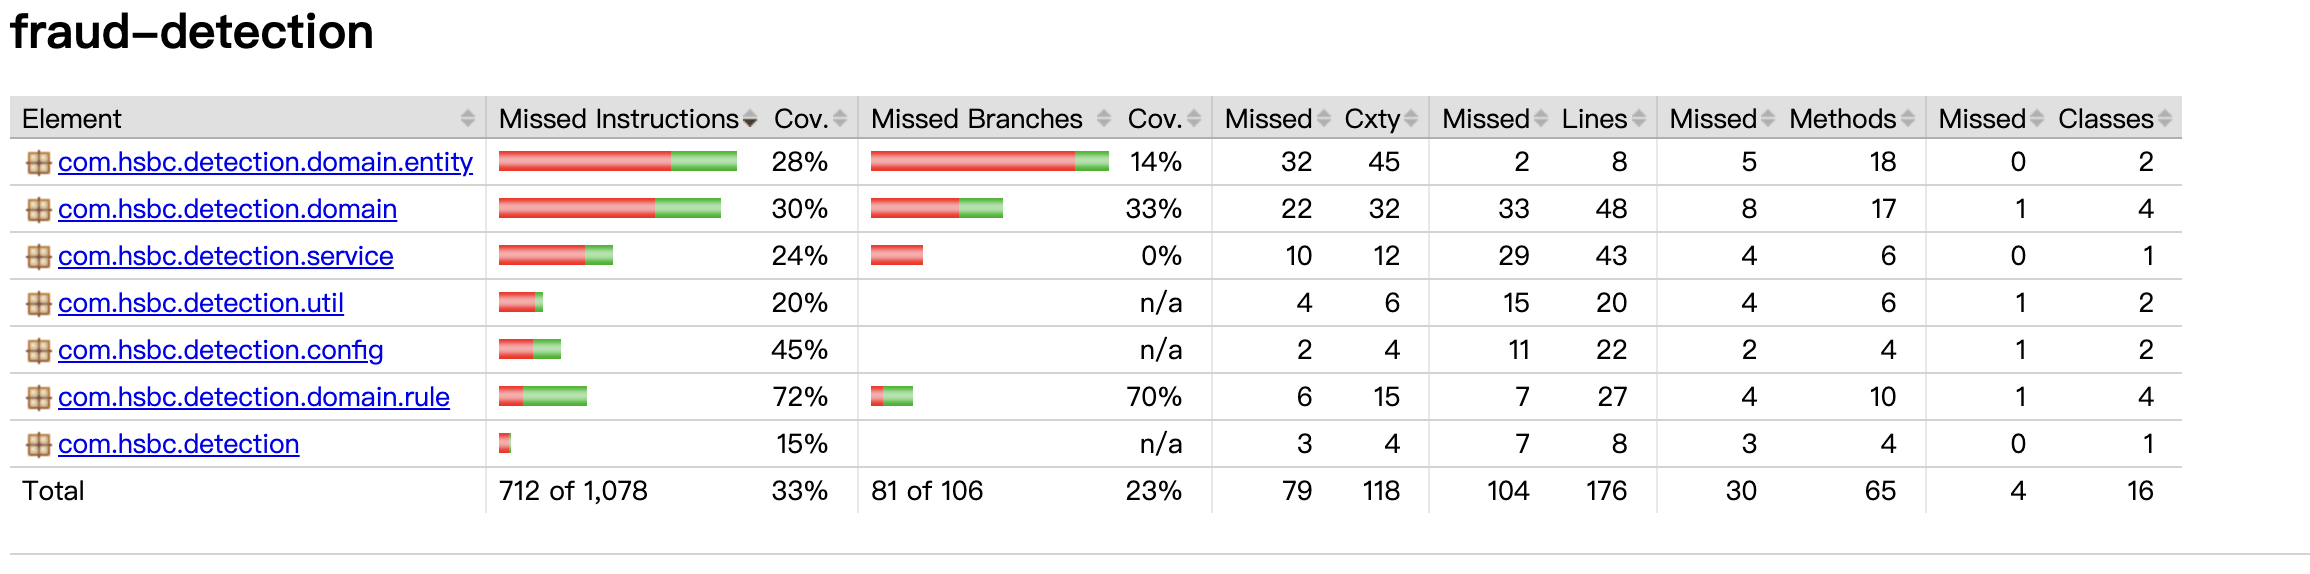 fraud-detection
Element Missed Instructions Cov. Missed Branches Cov. Missed Cxty Missed Lines Missed Methods Missed Classes
com.hsbc.detection.domain.entity 28% 14% 32 45 2 8 5 18 0 2
com.hsbc.detection.domain 30% 33% 22 32 33 48 8 17 1 4
com.hsbc.detection.service 24% 0% 10 12 29 43 4 6 0 1
com.hsbc.detection.util 20% n/a 4 6 15 20 4 6 1 2
com.hsbc.detection.config 45% n/a 2 4 11 22 2 4 1 2
com.hsbc.detection.domain.rule 72% 70% 6 15 7 27 4 10 1 4
com.hsbc.detection 15% n/a 3 4 7 8 3 4 0 1
Total 712 of 1,078 33% 81 of 106 23% 79 118 104 176 30 65 4 16